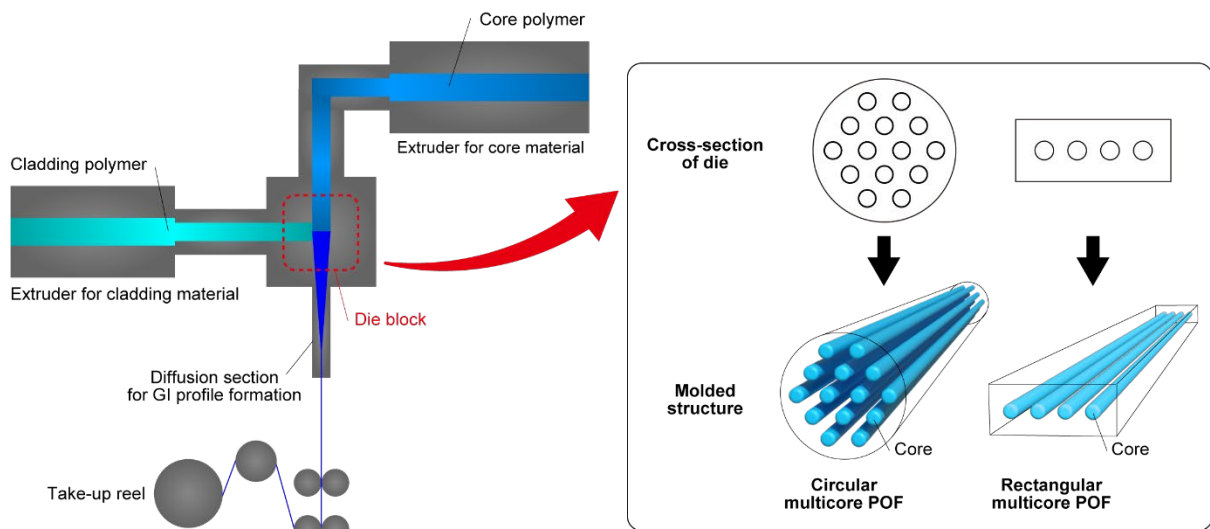 Core polymer
Extruder for core material
Cladding polymer
Extruder for cladding material
Die block
Diffusion section
for GI profile formation
Take-up reel
Cross-section
of die
Molded
structure
Core
Core
Circular
multicore POF
Rectangular
multicore POF